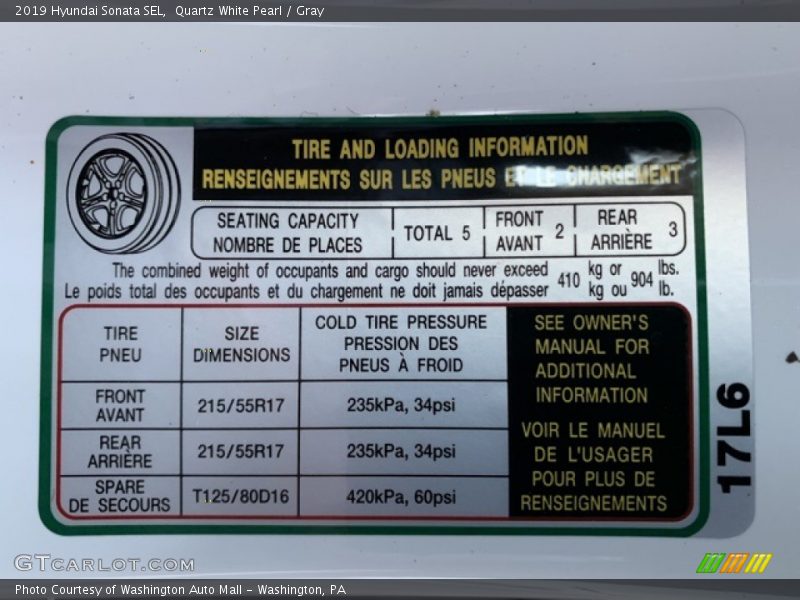 2019 Hyundai Sonata SEL, Quartz White Pearl / Gray
TIRE AND LOADING INFORMATION
RENSEIGNEMENTS SUR LES PNEUS ET LE CHARGEMENT
SEATING CAPACITY
NOMBRE DE PLACES
TOTAL 5
FRONT
AVANT
2
REAR
ARRIÈRE
3
The combined weight of occupants and cargo should never exceed
Le poids total des occupants et du chargement ne doit jamais dépasser
410
kg or
kg ou
904
lbs.
lb.
TIRE
PNEU
SIZE
DIMENSIONS
COLD TIRE PRESSURE
PRESSION DES
PNEUS À FROID
FRONT
AVANT
215/55R17
235kPa, 34psi
REAR
ARRIÈRE
215/55R17
235kPa, 34psi
SPARE
DE SECOURS
T125/80D16
420kPa, 60psi
SEE OWNER'S
MANUAL FOR
ADDITIONAL
INFORMATION
VOIR LE MANUEL
DE L'USAGER
POUR PLUS DE
RENSEIGNEMENTS
17L6
GTCARLOT.COM
Photo Courtesy of Washington Auto Mall - Washington, PA